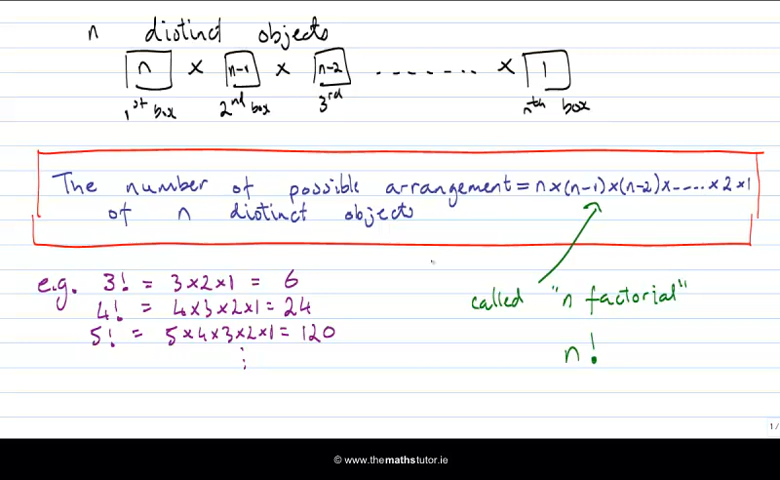 n distinct objects
n × n-1 × n-2 ........ × 1
1st box 2nd box 3rd nth box
The number of possible arrangement = n×(n-1)×(n-2)×.....×2×1
of n distinct objects
e.g. 3! = 3×2×1 = 6
4! = 4×3×2×1 = 24
5! = 5×4×3×2×1 = 120
⋮
called "n factorial"
n!
1/
© www.themathstutor.ie